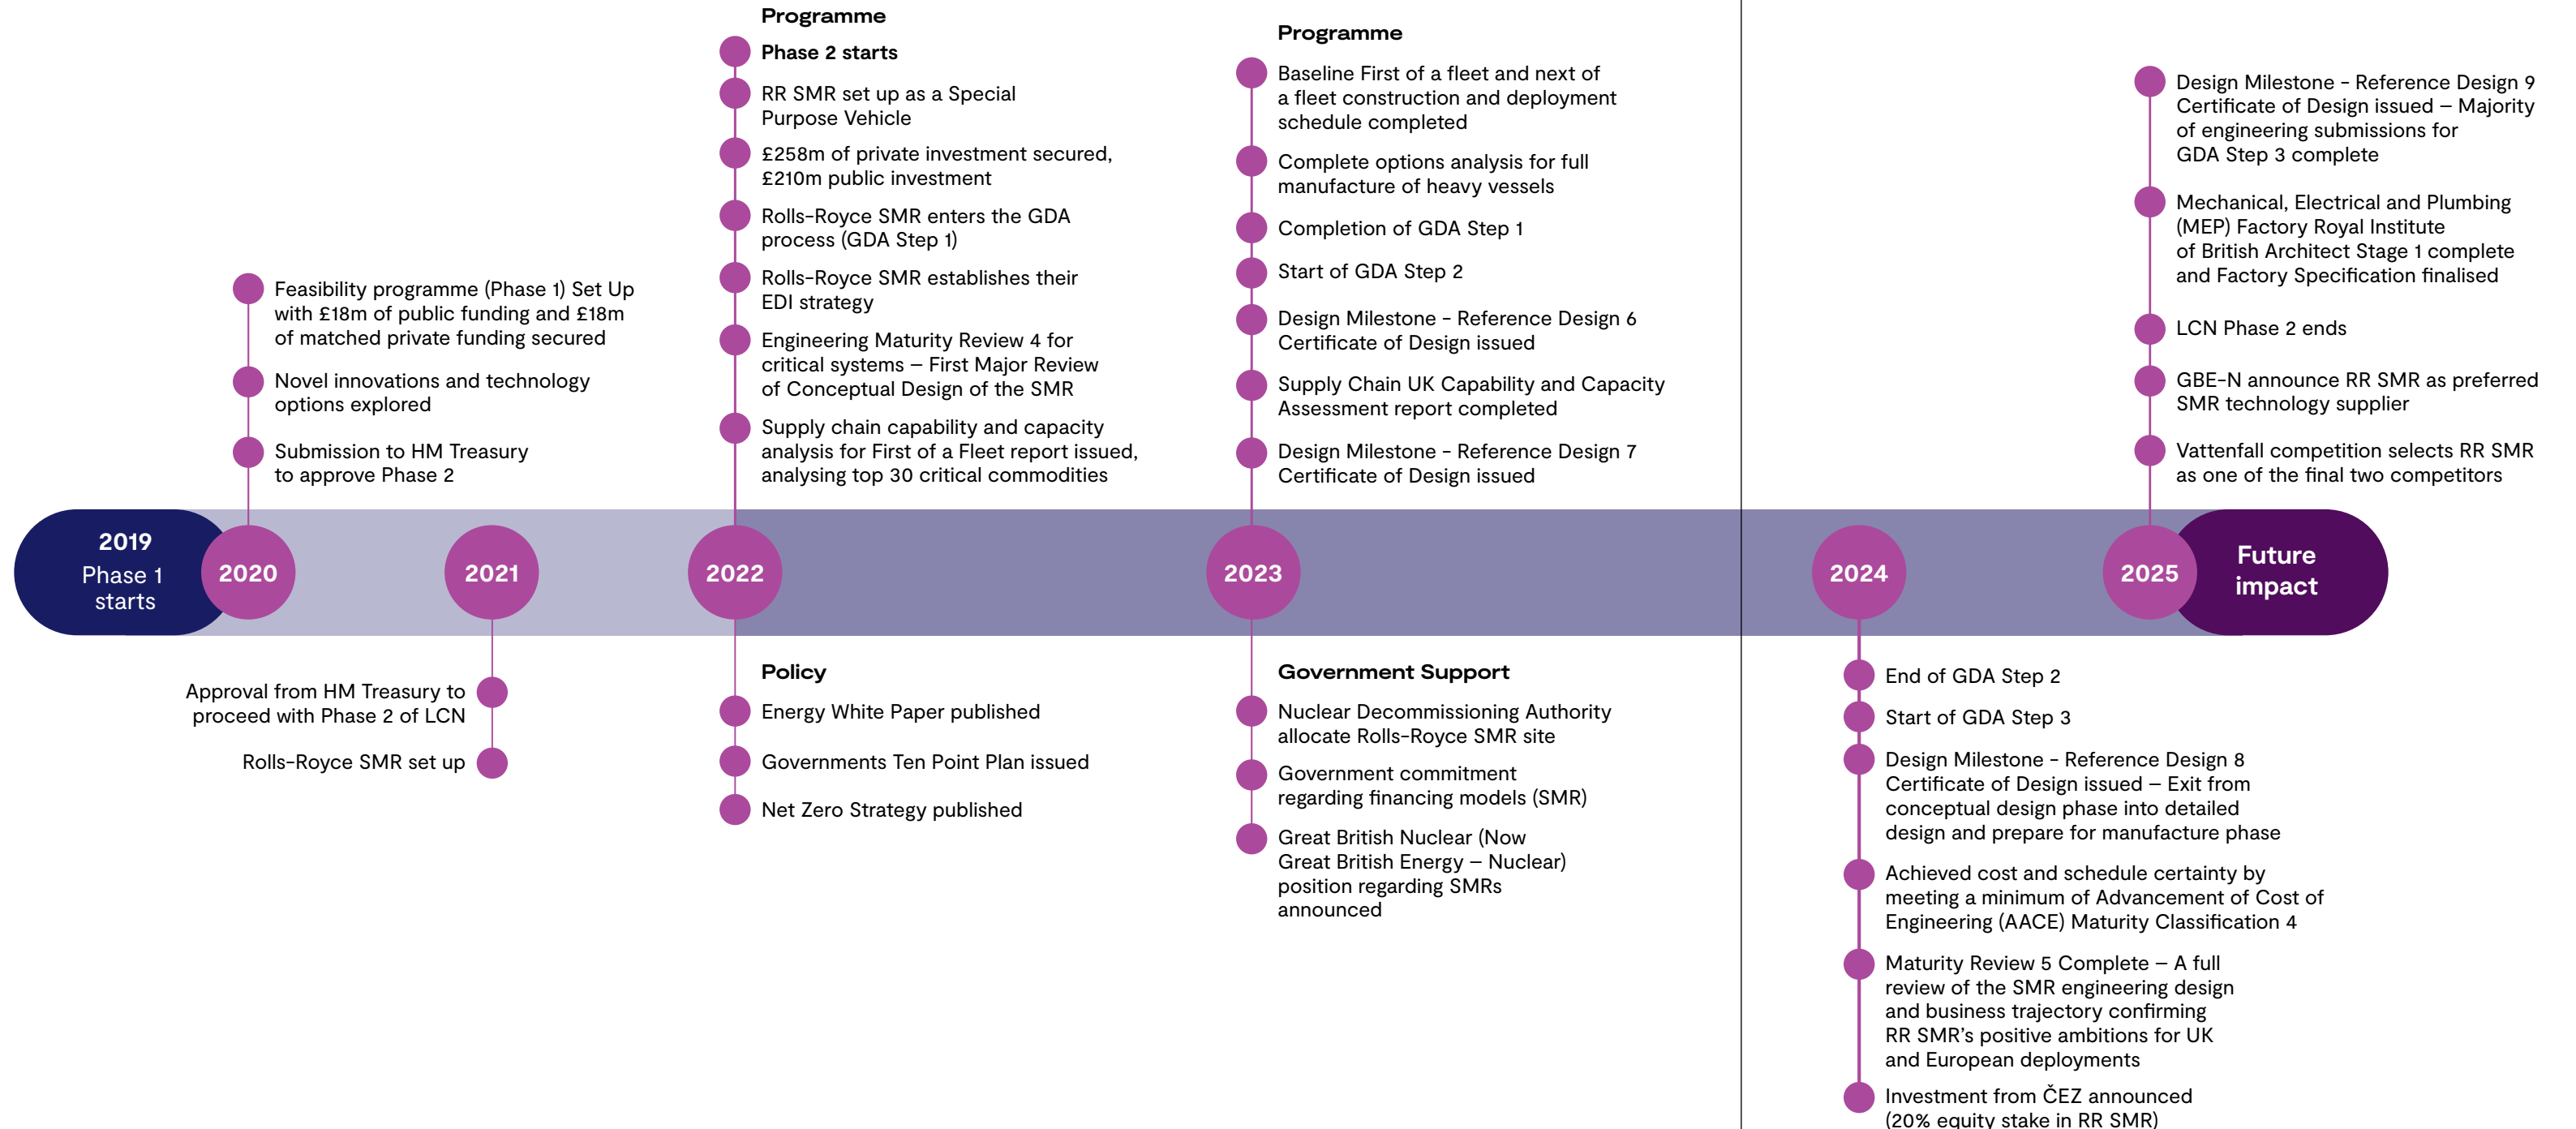 2019
Phase 1
starts
2020
Feasibility programme (Phase 1) Set Up
with £18m of public funding and £18m
of matched private funding secured
Novel innovations and technology
options explored
Submission to HM Treasury
to approve Phase 2
2021
Approval from HM Treasury to
proceed with Phase 2 of LCN
Rolls-Royce SMR set up
2022
Programme
Phase 2 starts
RR SMR set up as a Special
Purpose Vehicle
£258m of private investment secured,
£210m public investment
Rolls-Royce SMR enters the GDA
process (GDA Step 1)
Rolls-Royce SMR establishes their
EDI strategy
Engineering Maturity Review 4 for
critical systems – First Major Review
of Conceptual Design of the SMR
Supply chain capability and capacity
analysis for First of a Fleet report issued,
analysing top 30 critical commodities
Policy
Energy White Paper published
Governments Ten Point Plan issued
Net Zero Strategy published
2023
Programme
Baseline First of a fleet and next of
a fleet construction and deployment
schedule completed
Complete options analysis for full
manufacture of heavy vessels
Completion of GDA Step 1
Start of GDA Step 2
Design Milestone - Reference Design 6
Certificate of Design issued
Supply Chain UK Capability and Capacity
Assessment report completed
Design Milestone - Reference Design 7
Certificate of Design issued
Government Support
Nuclear Decommissioning Authority
allocate Rolls-Royce SMR site
Government commitment
regarding financing models (SMR)
Great British Nuclear (Now
Great British Energy – Nuclear)
position regarding SMRs
announced
2024
End of GDA Step 2
Start of GDA Step 3
Design Milestone - Reference Design 8
Certificate of Design issued – Exit from
conceptual design phase into detailed
design and prepare for manufacture phase
Achieved cost and schedule certainty by
meeting a minimum of Advancement of Cost of
Engineering (AACE) Maturity Classification 4
Maturity Review 5 Complete – A full
review of the SMR engineering design
and business trajectory confirming
RR SMR’s positive ambitions for UK
and European deployments
Investment from ČEZ announced
(20% equity stake in RR SMR)
2025
Design Milestone - Reference Design 9
Certificate of Design issued – Majority
of engineering submissions for
GDA Step 3 complete
Mechanical, Electrical and Plumbing
(MEP) Factory Royal Institute
of British Architect Stage 1 complete
and Factory Specification finalised
LCN Phase 2 ends
GBE-N announce RR SMR as preferred
SMR technology supplier
Vattenfall competition selects RR SMR
as one of the final two competitors
Future
impact